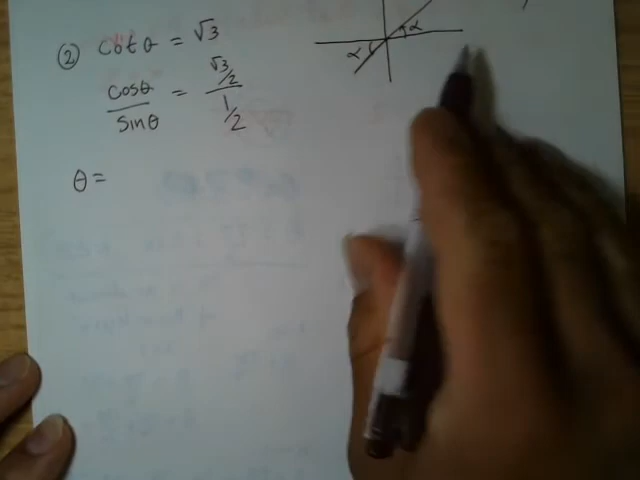 ② cot θ = √3
cosθ/sinθ = (√3/2)/(1/2)
θ =
α α